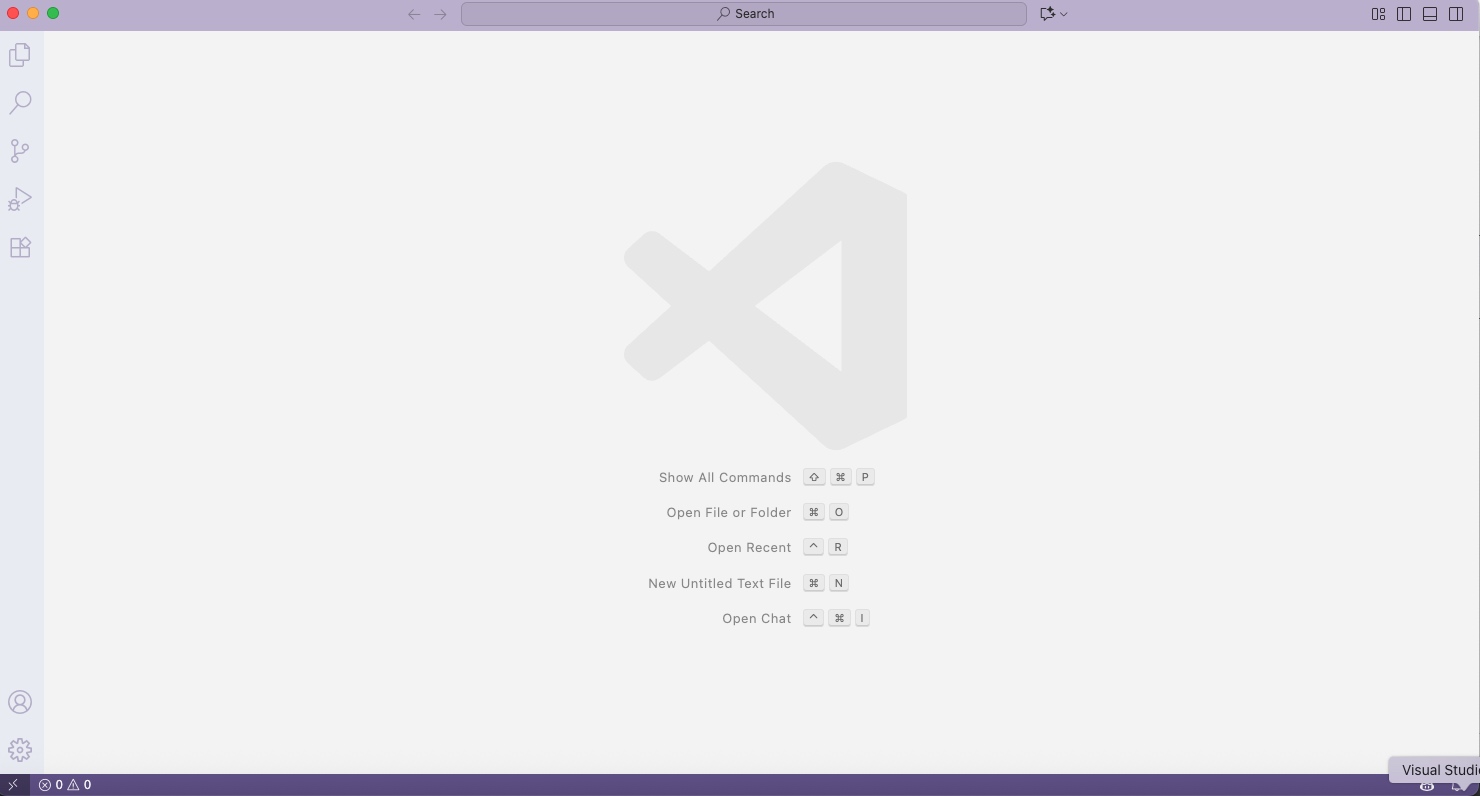 Search
Show All Commands ⇧ ⌘ P
Open File or Folder ⌘ O
Open Recent ^ R
New Untitled Text File ⌘ N
Open Chat ^ ⌘ I
Visual Studi
0 0